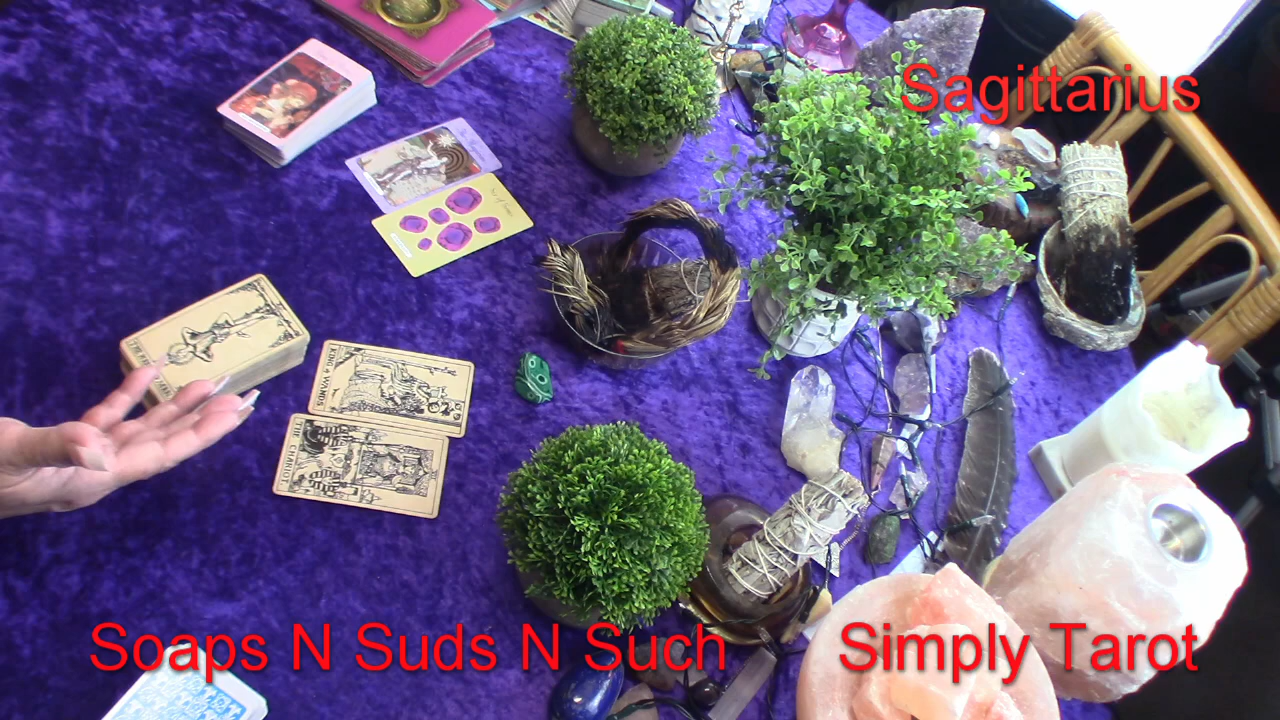 Sagittarius
KING of WANDS
THE CHARIOT
Soaps N Suds N Such
Simply Tarot